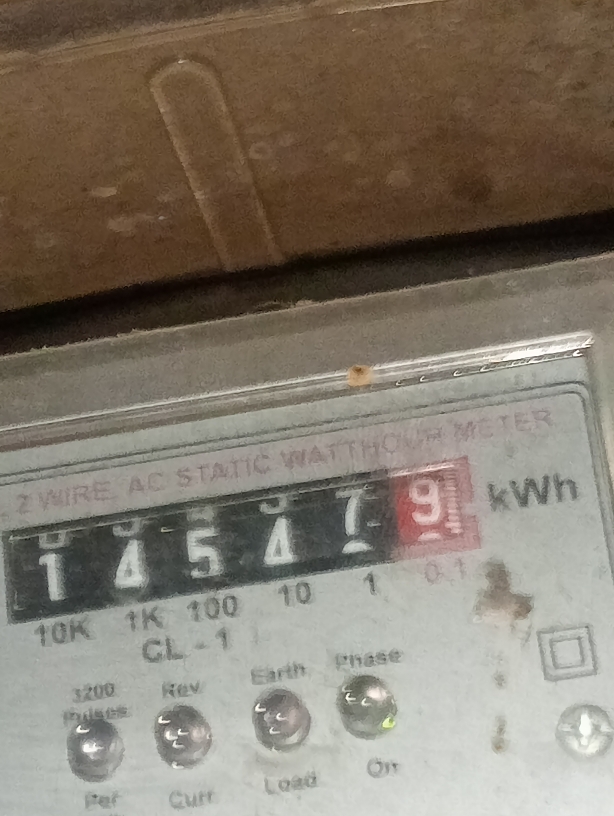 2 WIRE AC STATIC WATTHOUR METER
1 4 5 4 7 9 kWh
10K 1K 100 10 1 0.1
CL - 1
3200 Rev Earth Phase
Pulses
Per Curr Load On